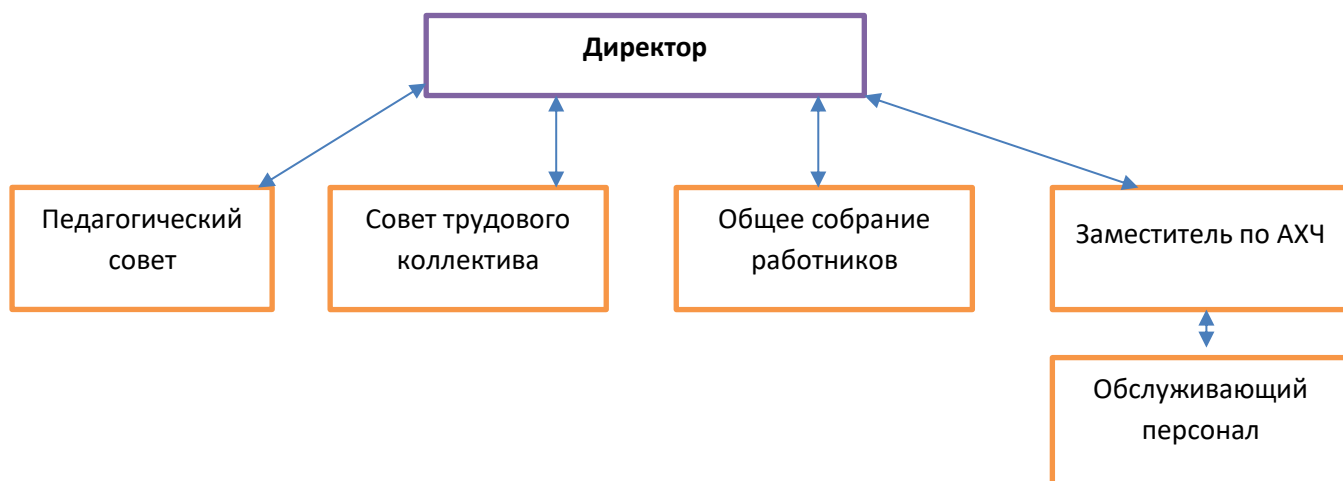 Директор
Педагогический
совет
Совет трудового
коллектива
Общее собрание
работников
Заместитель по АХЧ
Обслуживающий
персонал